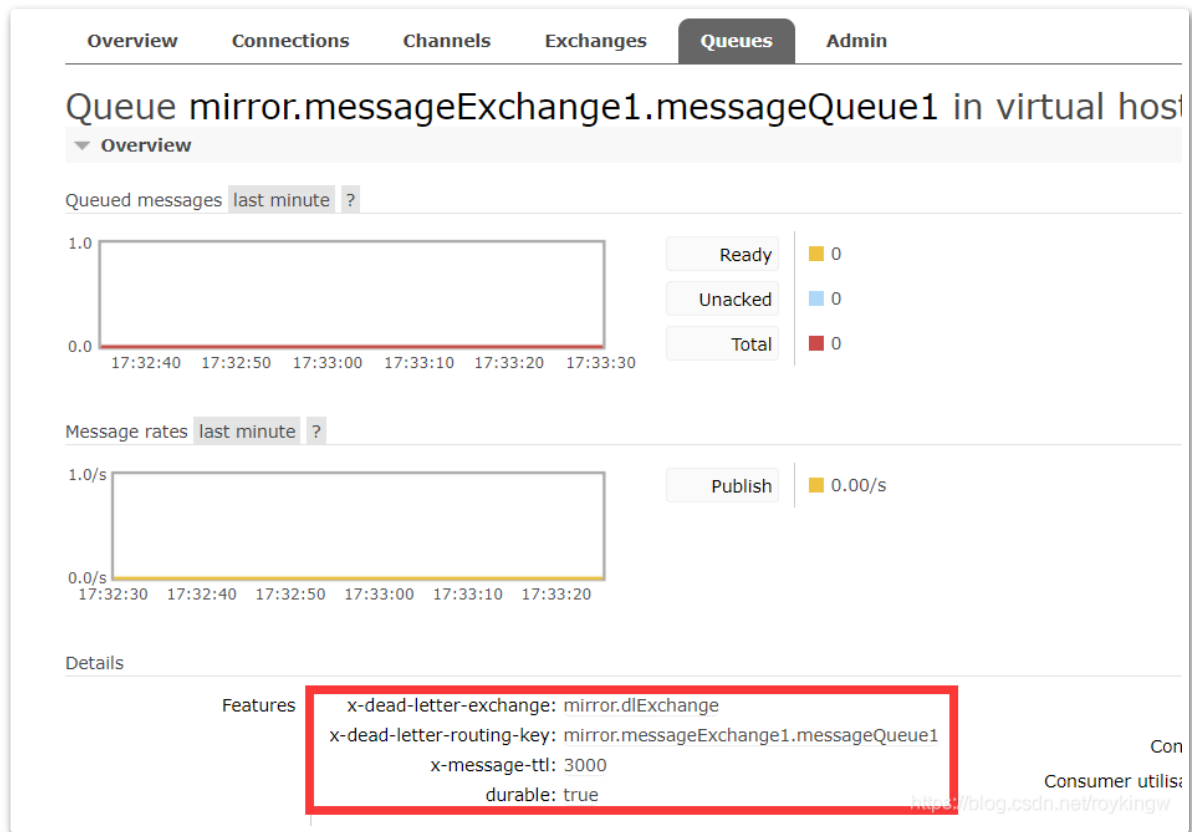 Overview Connections Channels Exchanges Queues Admin
Queue mirror.messageExchange1.messageQueue1 in virtual host
Overview
Queued messages last minute ?
1.0
0.0
17:32:40 17:32:50 17:33:00 17:33:10 17:33:20 17:33:30
Ready 0
Unacked 0
Total 0
Message rates last minute ?
1.0/s
0.0/s
17:32:30 17:32:40 17:32:50 17:33:00 17:33:10 17:33:20
Publish 0.00/s
Details
Features x-dead-letter-exchange: mirror.dlExchange
x-dead-letter-routing-key: mirror.messageExchange1.messageQueue1
x-message-ttl: 3000
durable: true
Con
Consumer utilisa
https://blog.csdn.net/roykingw